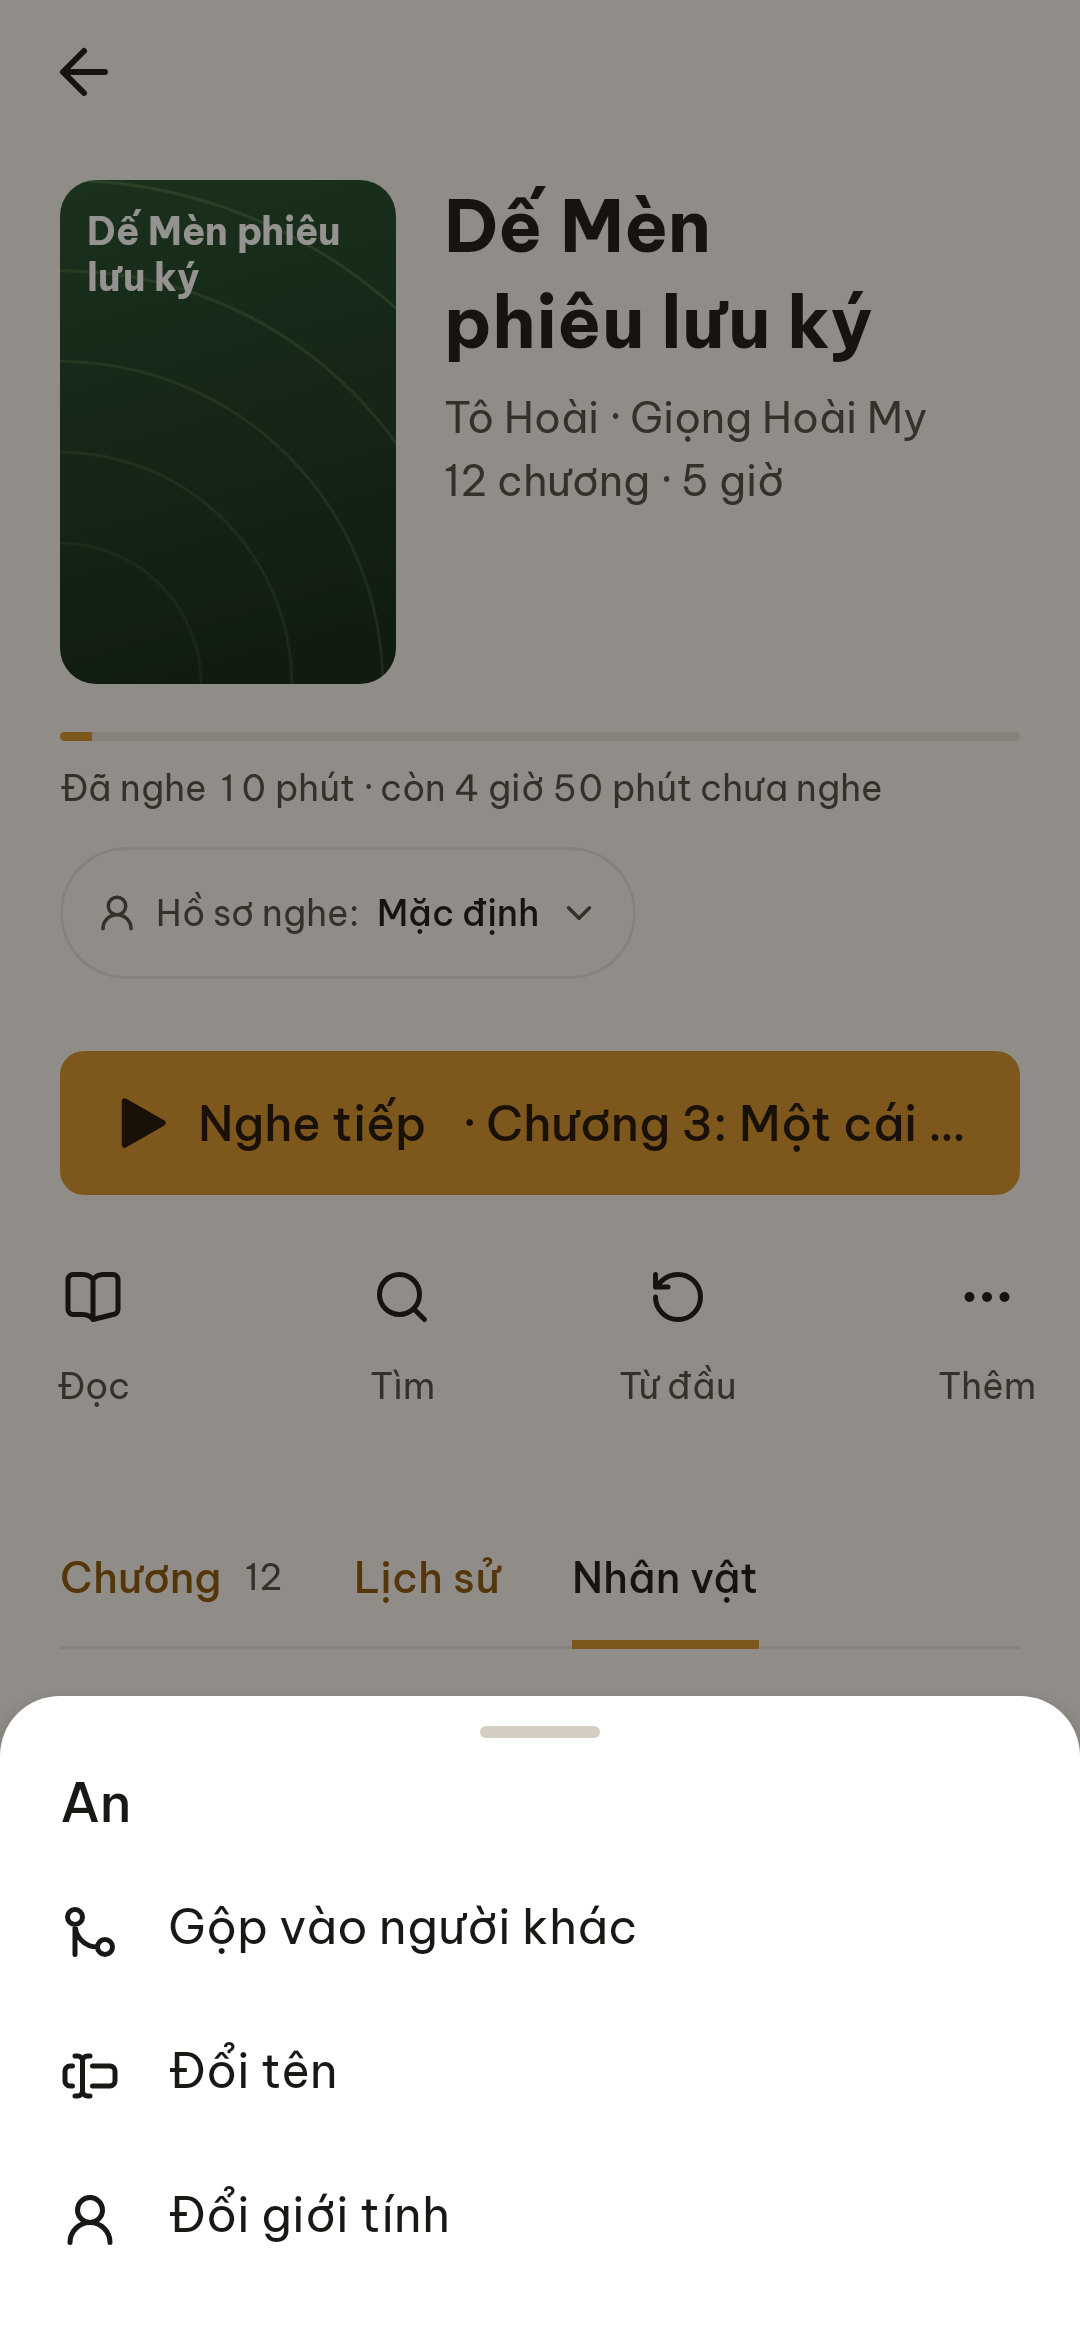 Dế Mèn phiêu
lưu ký
Dế Mèn
phiêu lưu ký
Tô Hoài · Giọng Hoài My
12 chương · 5 giờ
Đã nghe 10 phút · còn 4 giờ 50 phút chưa nghe
Hồ sơ nghe: Mặc định
Nghe tiếp · Chương 3: Một cái ...
Đọc
Tìm
Từ đầu
Thêm
Chương 12
Lịch sử
Nhân vật
An
Gộp vào người khác
Đổi tên
Đổi giới tính